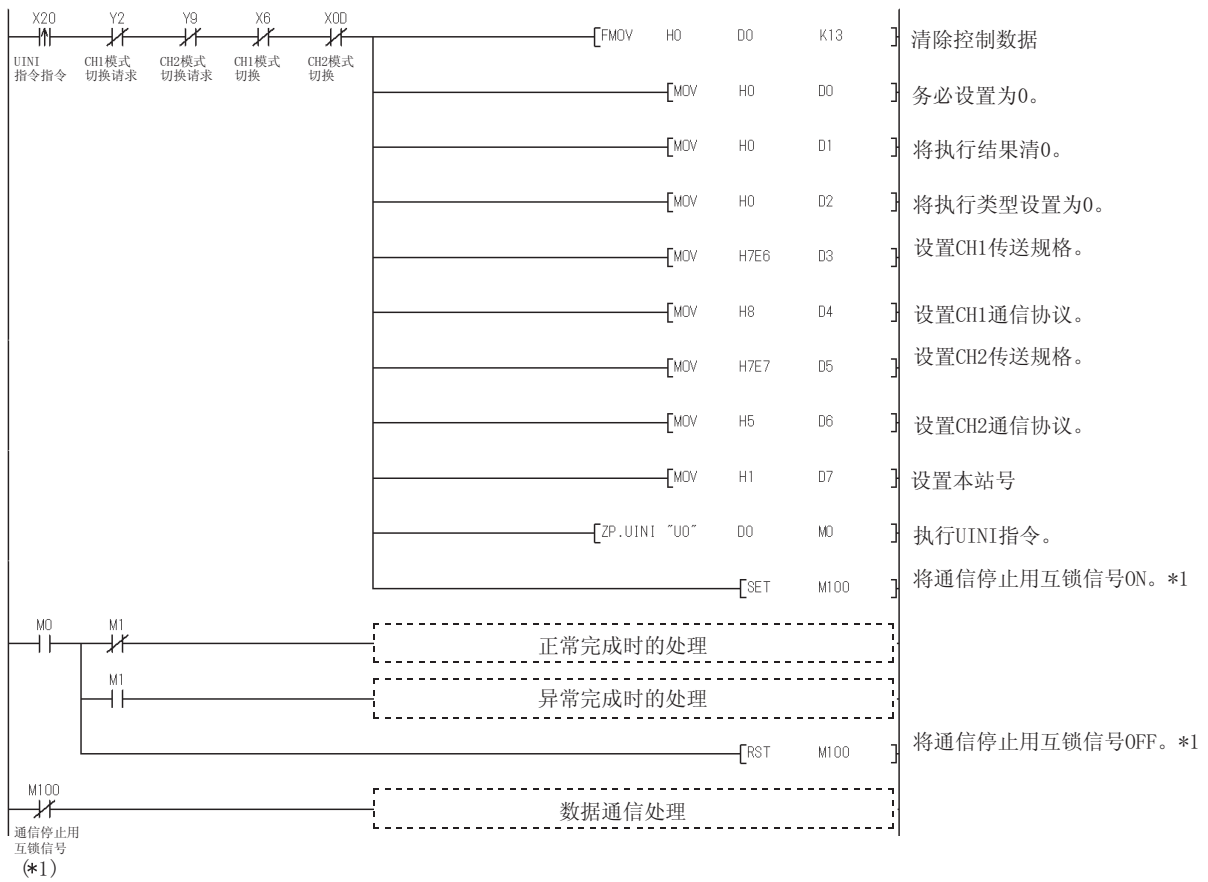 X20 Y2 Y9 X6 X0D
UINI 指令指令 CH1模式 切换请求 CH2模式 切换请求 CH1模式 切换 CH2模式 切换
FMOV H0 D0 K13 清除控制数据
MOV H0 D0 务必设置为0。
MOV H0 D1 将执行结果清0。
MOV H0 D2 将执行类型设置为0。
MOV H7E6 D3 设置CH1传送规格。
MOV H8 D4 设置CH1通信协议。
MOV H7E7 D5 设置CH2传送规格。
MOV H5 D6 设置CH2通信协议。
MOV H1 D7 设置本站号
ZP.UINI "U0" D0 M0 执行UINI指令。
SET M100 将通信停止用互锁信号ON。*1
M0 M1 正常完成时的处理
M1 异常完成时的处理
RST M100 将通信停止用互锁信号OFF。*1
M100 数据通信处理
通信停止用
互锁信号
(*1)